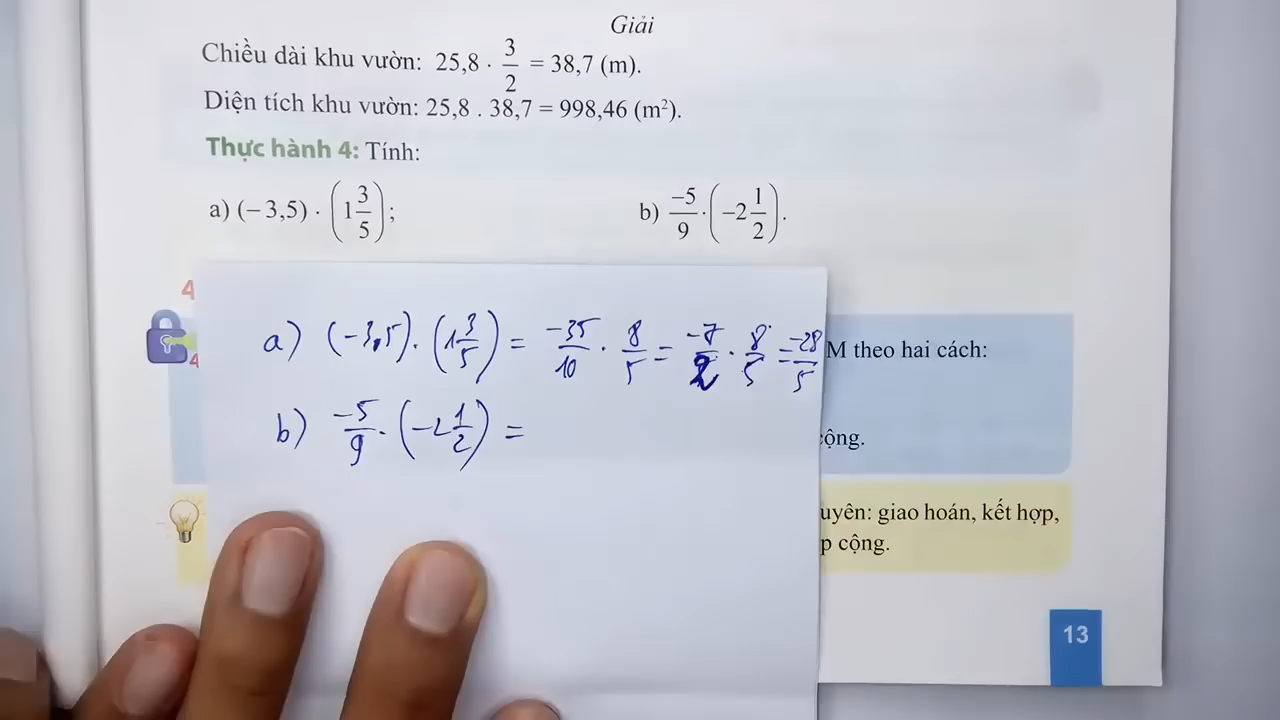 Giải
Chiều dài khu vườn: 25,8 · 3/2 = 38,7 (m).
Diện tích khu vườn: 25,8 . 38,7 = 998,46 (m²).
Thực hành 4: Tính:
a) (−3,5) · (1 3/5); b) −5/9 · (−2 1/2).
4
a) (−3,5) · (1 3/5) = −35/10 · 8/5 = −7/2 · 8/5 = −28/5
M theo hai cách:
4
b) −5/9 · (−2 1/2) =
cộng.
uyên: giao hoán, kết hợp,
p cộng.
13